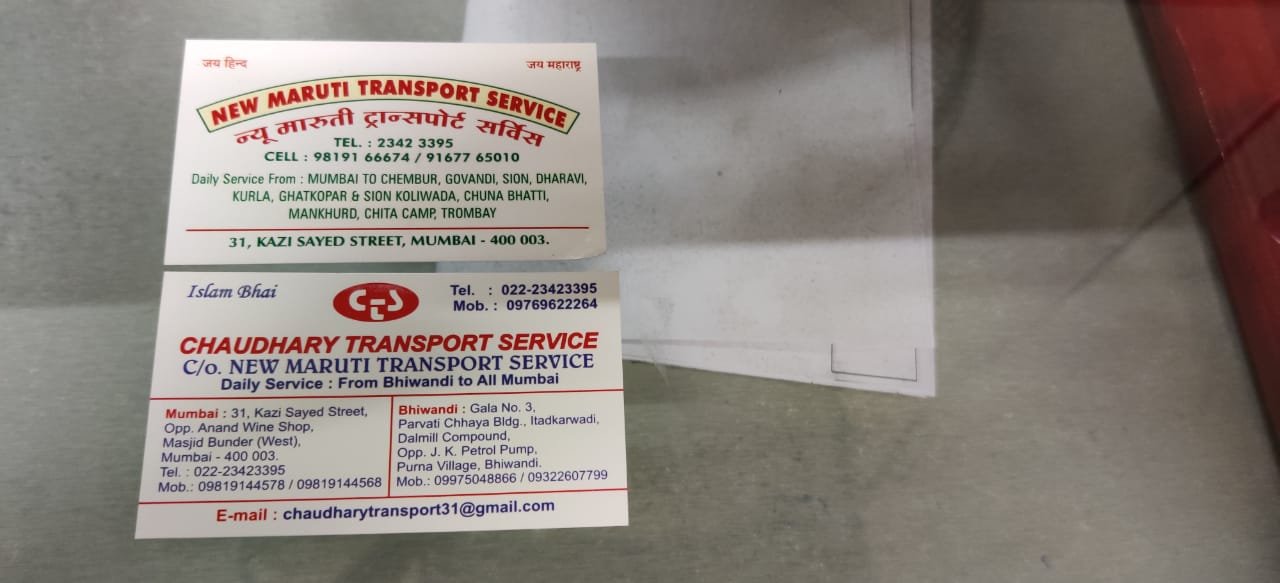 जय हिन्द
जय महाराष्ट्र
NEW MARUTI TRANSPORT SERVICE
न्यू मारुती ट्रान्सपोर्ट सर्विस
TEL. : 2342 3395
CELL : 98191 66674 / 91677 65010
Daily Service From : MUMBAI TO CHEMBUR, GOVANDI, SION, DHARAVI,
KURLA, GHATKOPAR & SION KOLIWADA, CHUNA BHATTI,
MANKHURD, CHITA CAMP, TROMBAY
31, KAZI SAYED STREET, MUMBAI - 400 003.
Islam Bhai
CtS
Tel. : 022-23423395
Mob. : 09769622264
CHAUDHARY TRANSPORT SERVICE
C/o. NEW MARUTI TRANSPORT SERVICE
Daily Service : From Bhiwandi to All Mumbai
Mumbai : 31, Kazi Sayed Street,
Opp. Anand Wine Shop,
Masjid Bunder (West),
Mumbai - 400 003.
Tel. : 022-23423395
Mob.: 09819144578 / 09819144568
Bhiwandi : Gala No. 3,
Parvati Chhaya Bldg., Itadkarwadi,
Dalmill Compound,
Opp. J. K. Petrol Pump,
Purna Village, Bhiwandi.
Mob.: 09975048866 / 09322607799
E-mail : chaudharytransport31@gmail.com